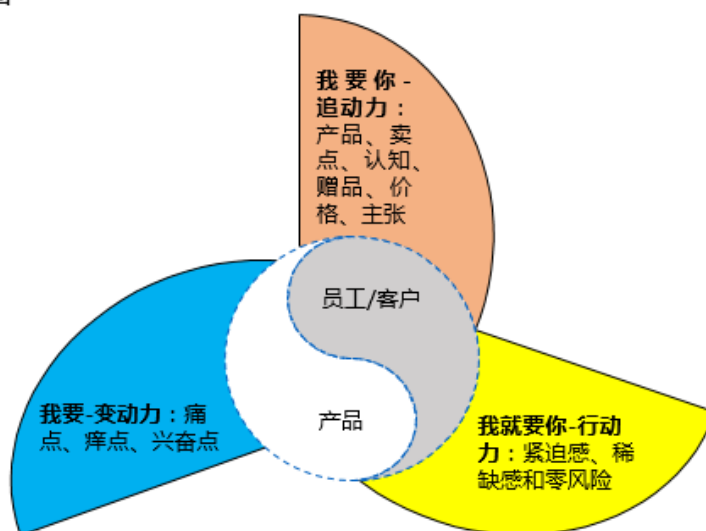 我要你-
追动力：
产品、卖
点、认知、
赠品、价
格、主张
员工/客户
产品
我要-变动力：痛
点、痒点、兴奋点
我就要你-行动
力：紧迫感、稀
缺感和零风险